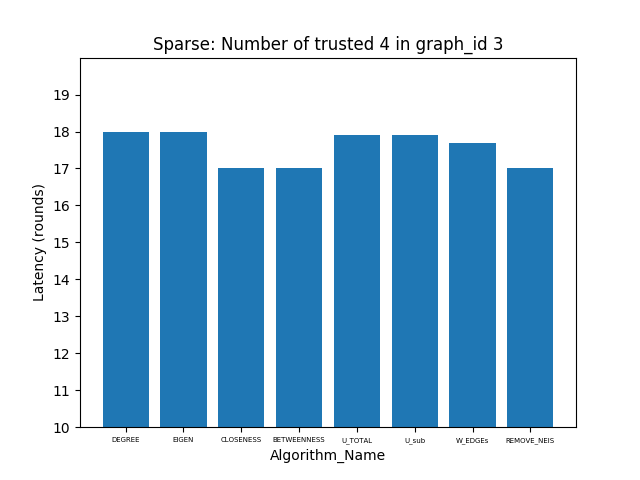 Sparse: Number of trusted 4 in graph_id 3
19
18
17
16
15
14
13
12
11
10
Latency (rounds)
DEGREE EIGEN CLOSENESS BETWEENNESS U_TOTAL U_sub W_EDGEs REMOVE_NEIS
Algorithm_Name